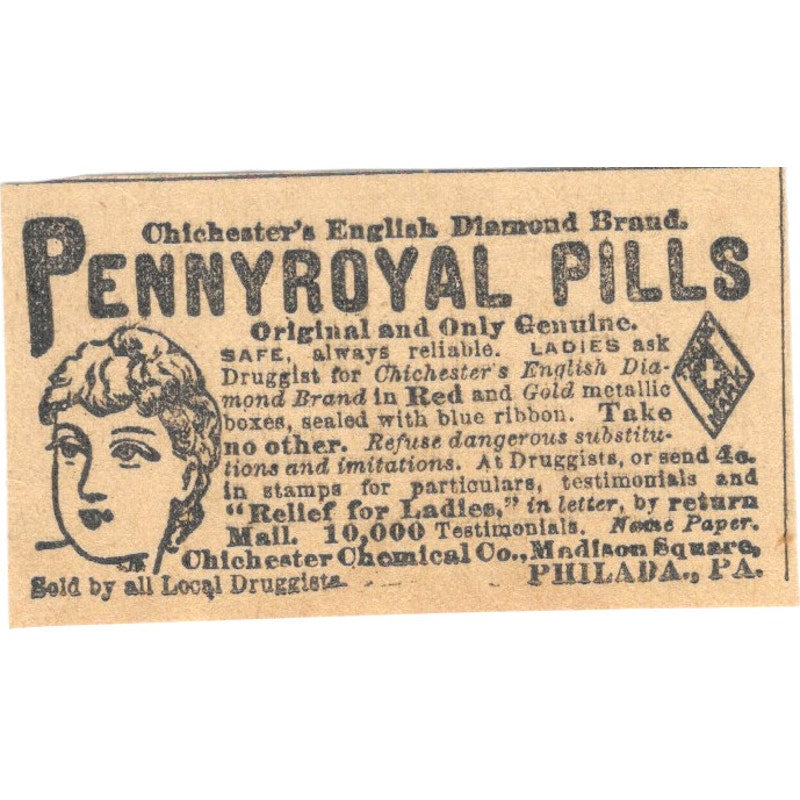 Chichester's English Diamond Brand.
PENNYROYAL PILLS
Original and Only Genuine.
SAFE, always reliable. LADIES ask
Druggist for Chichester's English Dia-
mond Brand in Red and Gold metallic
boxes, sealed with blue ribbon. Take
no other. Refuse dangerous substitu-
tions and imitations. At Druggists, or send 4c.
in stamps for particulars, testimonials and
"Relief for Ladies," in letter, by return
Mail. 10,000 Testimonials. Name Paper.
Chichester Chemical Co., Madison Square,
Sold by all Local Druggists. PHILADA., PA.